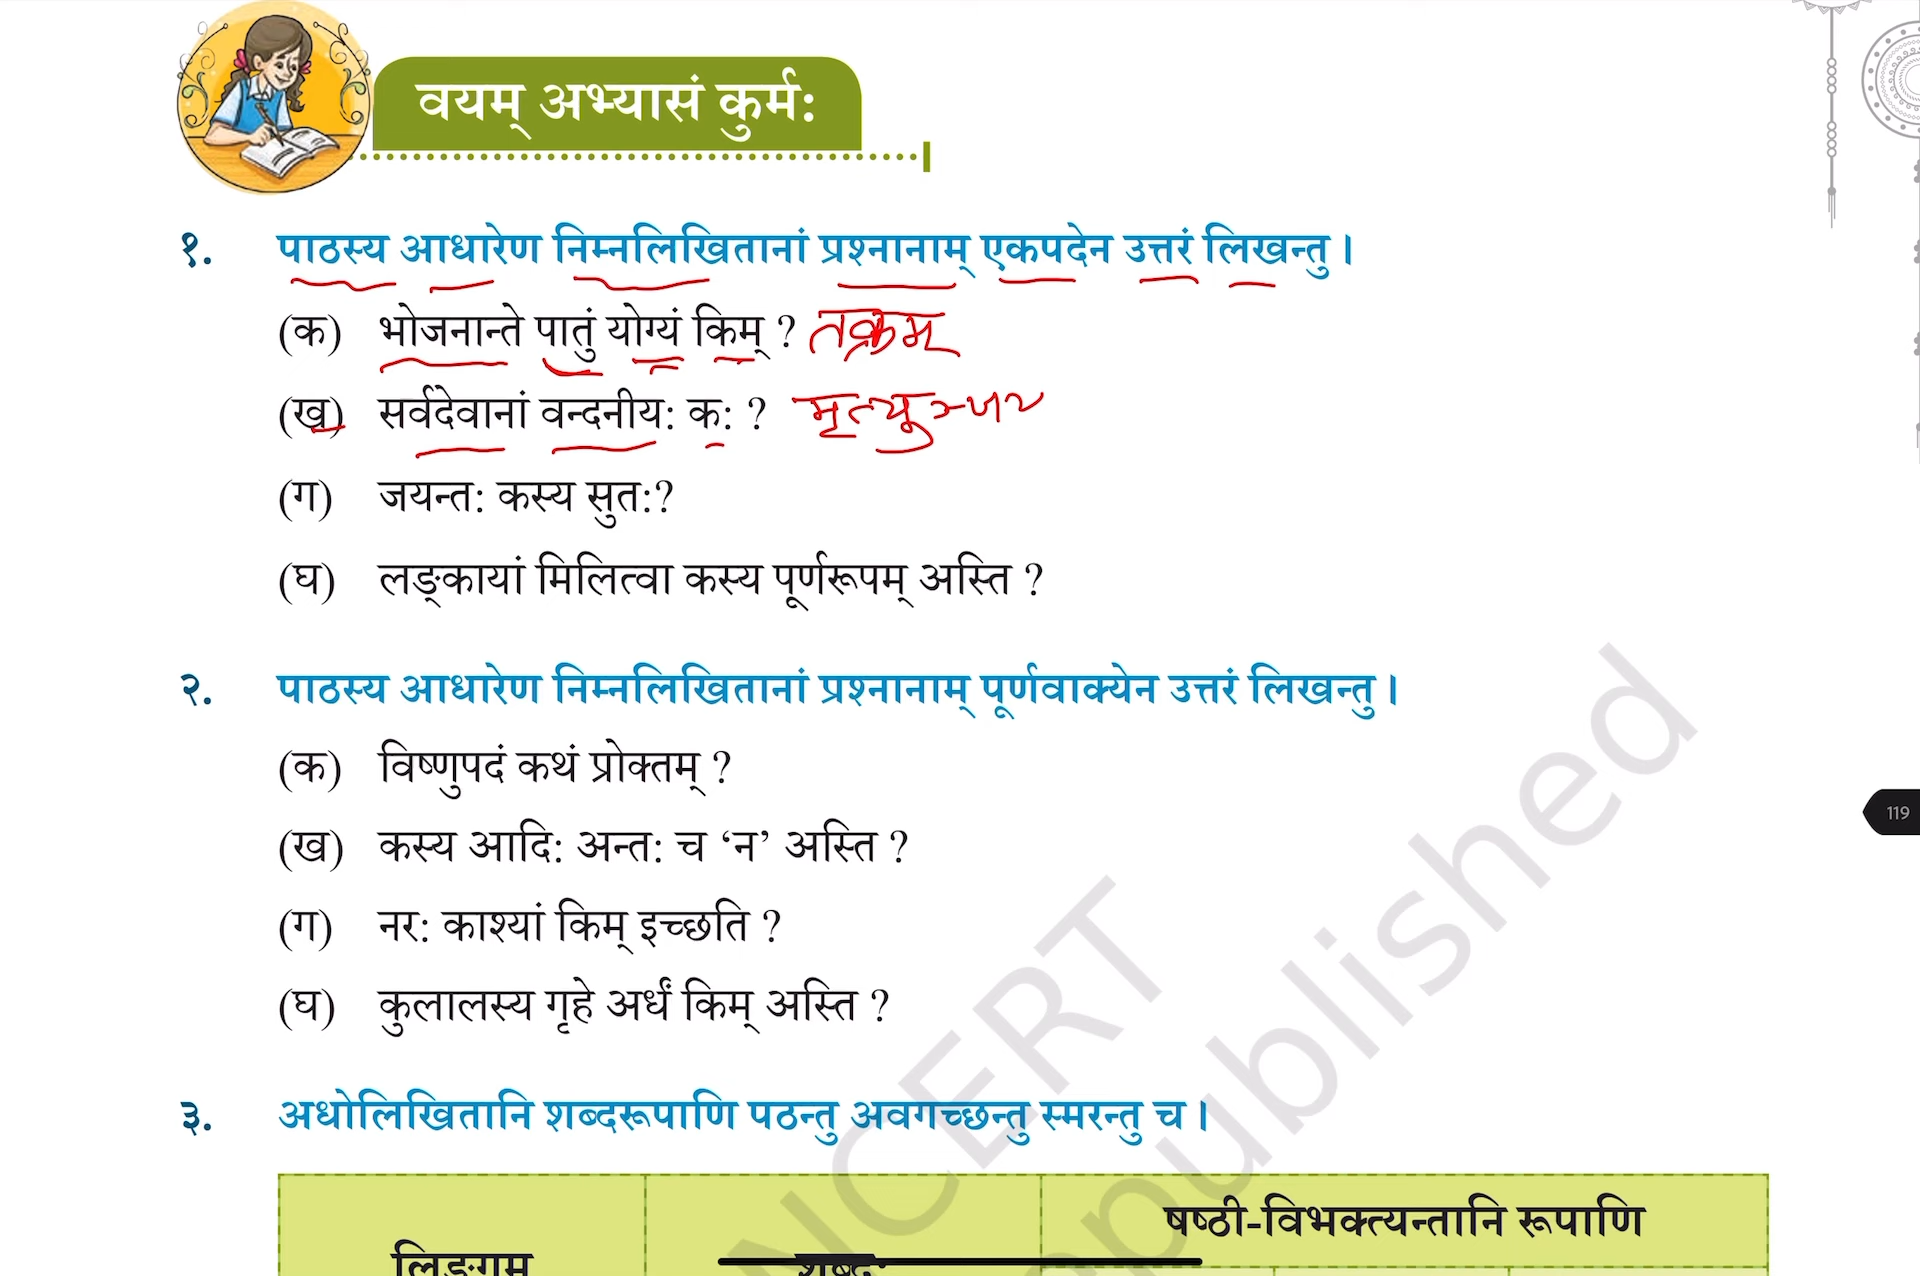 वयम् अभ्यासं कुर्मः
१. पाठस्य आधारेण निम्नलिखितानां प्रश्नानाम् एकपदेन उत्तरं लिखन्तु ।
(क) भोजनान्ते पातुं योग्यं किम् ? तक्रम्
(ख) सर्वदेवानां वन्दनीयः कः ?
(ग) जयन्तः कस्य सुतः?
(घ) लङ्कायां मिलित्वा कस्य पूर्णरूपम् अस्ति ?
२. पाठस्य आधारेण निम्नलिखितानां प्रश्नानाम् पूर्णवाक्येन उत्तरं लिखन्तु ।
(क) विष्णुपदं कथं प्रोक्तम् ?
(ख) कस्य आदिः अन्तः च ‘न’ अस्ति ?
(ग) नरः काश्यां किम् इच्छति ?
119
(घ) कुलालस्य गृहे अर्धं किम् अस्ति ?
३. अधोलिखितानि शब्दरूपाणि पठन्तु अवगच्छन्तु स्मरन्तु च ।
षष्ठी-विभक्त्यन्तानि रूपाणि
लिङ्गम् शब्दः
NCERT
published